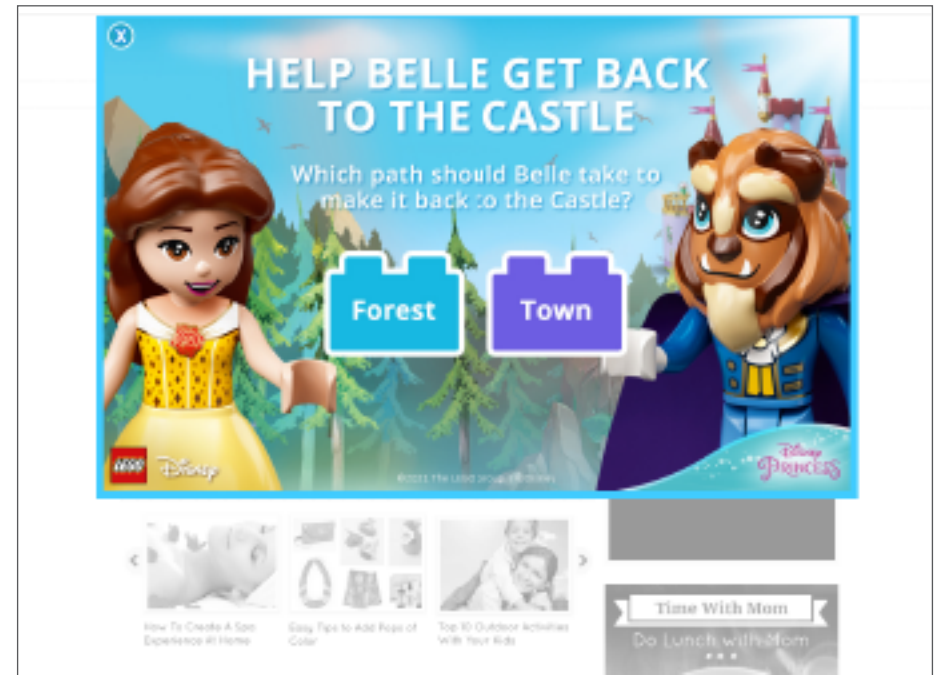 X
HELP BELLE GET BACK
TO THE CASTLE
Which path should Belle take to
make it back to the Castle?
Forest
Town
LEGO
Disney
Disney
PRINCESS
How To Create A Spa
Experience At Home
Easy Tips to Add Pops of
Color
Top 10 Outdoor Activities
With Your Kids
Time With Mom
Do Lunch with Mom